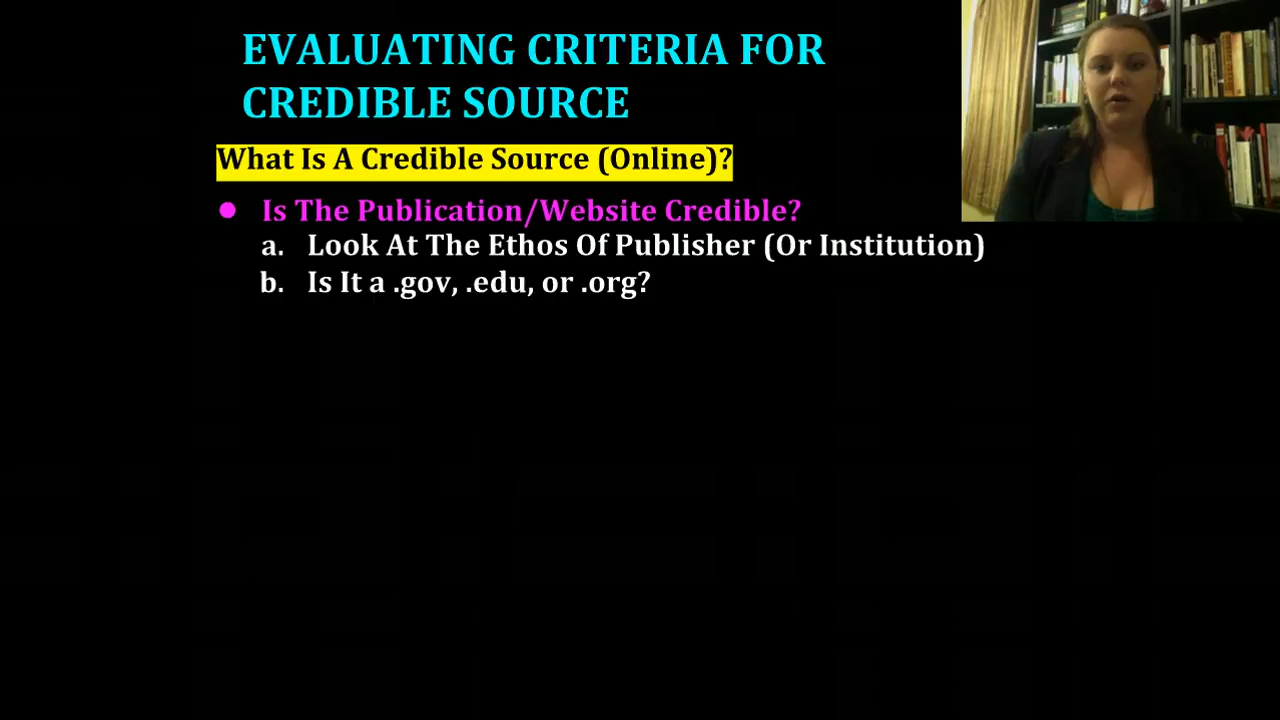 EVALUATING CRITERIA FOR
CREDIBLE SOURCE
What Is A Credible Source (Online)?
● Is The Publication/Website Credible?
a. Look At The Ethos Of Publisher (Or Institution)
b. Is It a .gov, .edu, or .org?